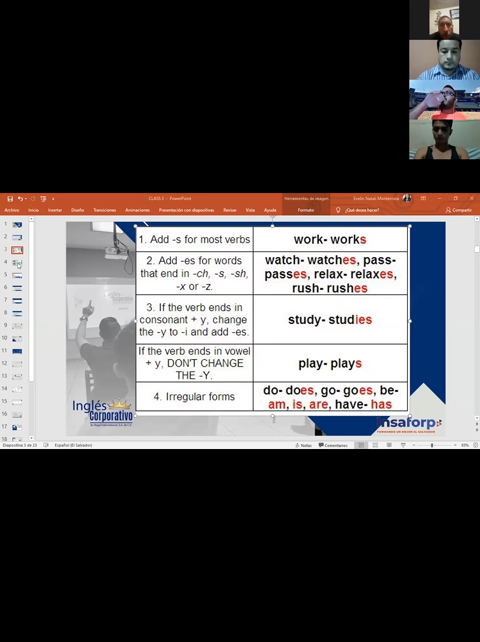 CLASS 3 - PowerPoint
Herramientas de imagen
Archivo Inicio Insertar Diseño Transiciones Animaciones Presentación con diapositivas Revisar Vista Ayuda Formato ¿Qué desea hacer? Compartir
1. Add -s for most verbs
work- works
2. Add -es for words
that end in -ch, -s, -sh,
-x or -z.
watch- watches, pass-
passes, relax- relaxes,
rush- rushes
3. If the verb ends in
consonant + y, change
the -y to -i and add -es.
study- studies
If the verb ends in vowel
+ y, DON'T CHANGE
THE -Y.
play- plays
4. Irregular forms
do- does, go- goes, be-
am, is, are, have- has
Inglés
Corporativo
nsaforp
Español (El Salvador)
Notas Comentarios